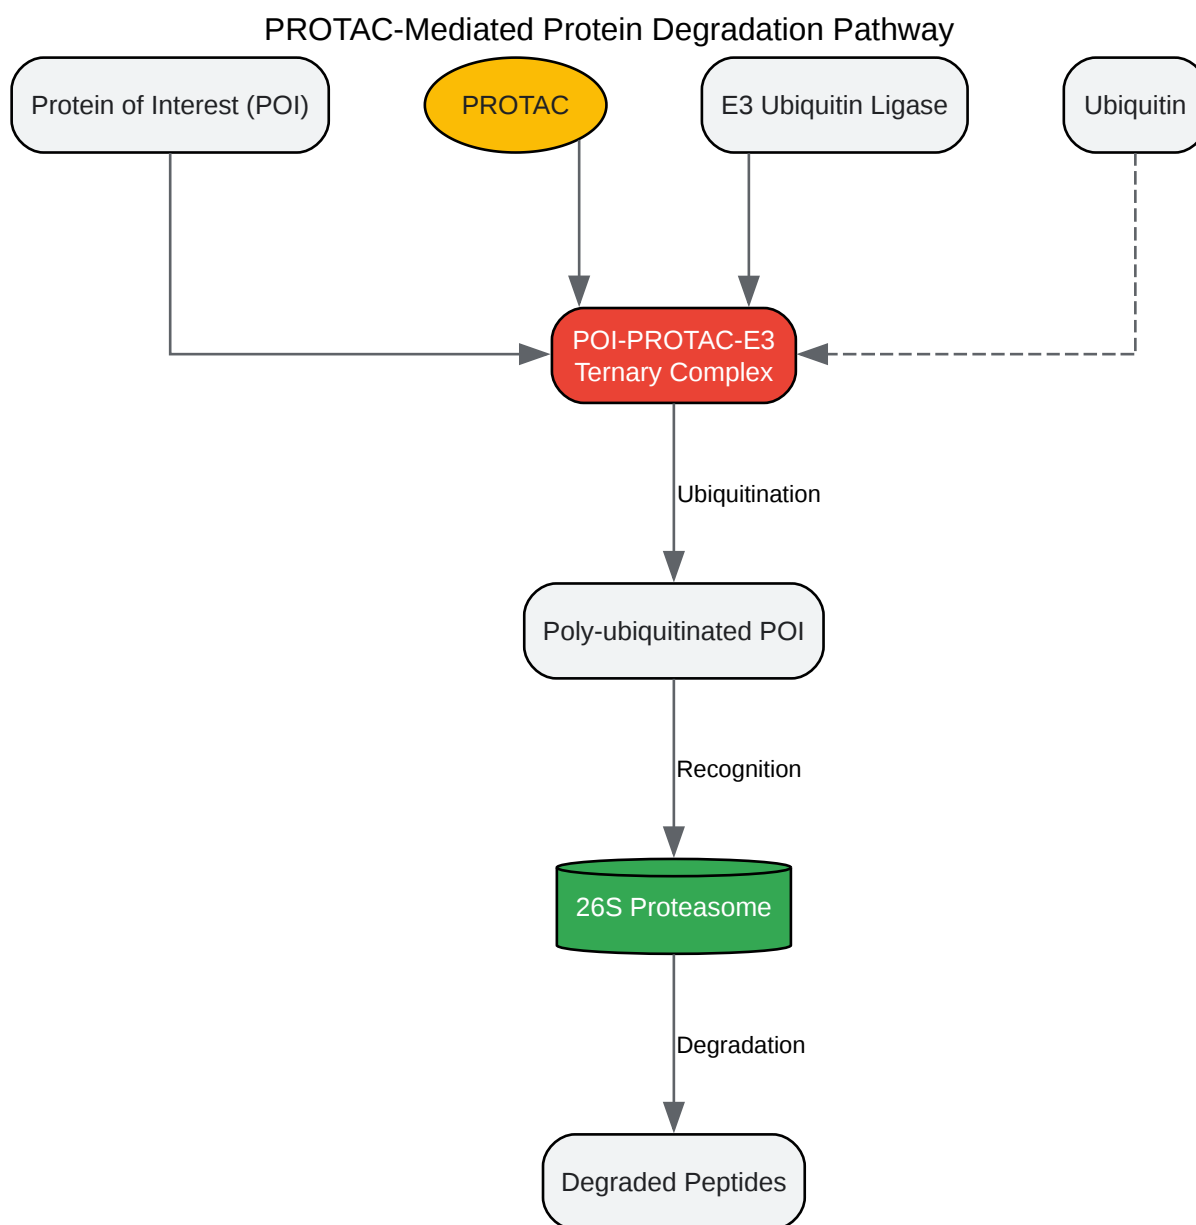 PROTAC-Mediated Protein Degradation Pathway
Protein of Interest (POI)
PROTAC
E3 Ubiquitin Ligase
Ubiquitin
POI-PROTAC-E3
Ternary Complex
Ubiquitination
Poly-ubiquitinated POI
Recognition
26S Proteasome
Degradation
Degraded Peptides